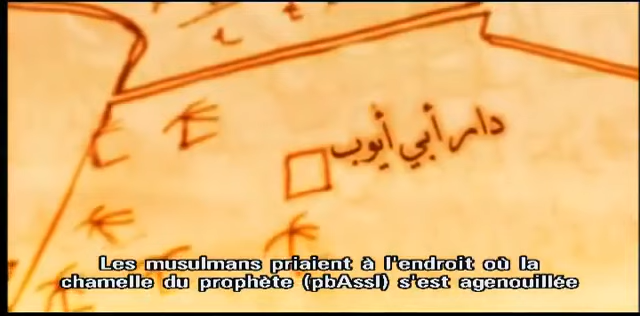 دار أبي أيوب
Les musulmans priaient à l'endroit où la
chamelle du prophète (pbAssl) s'est agenouillée